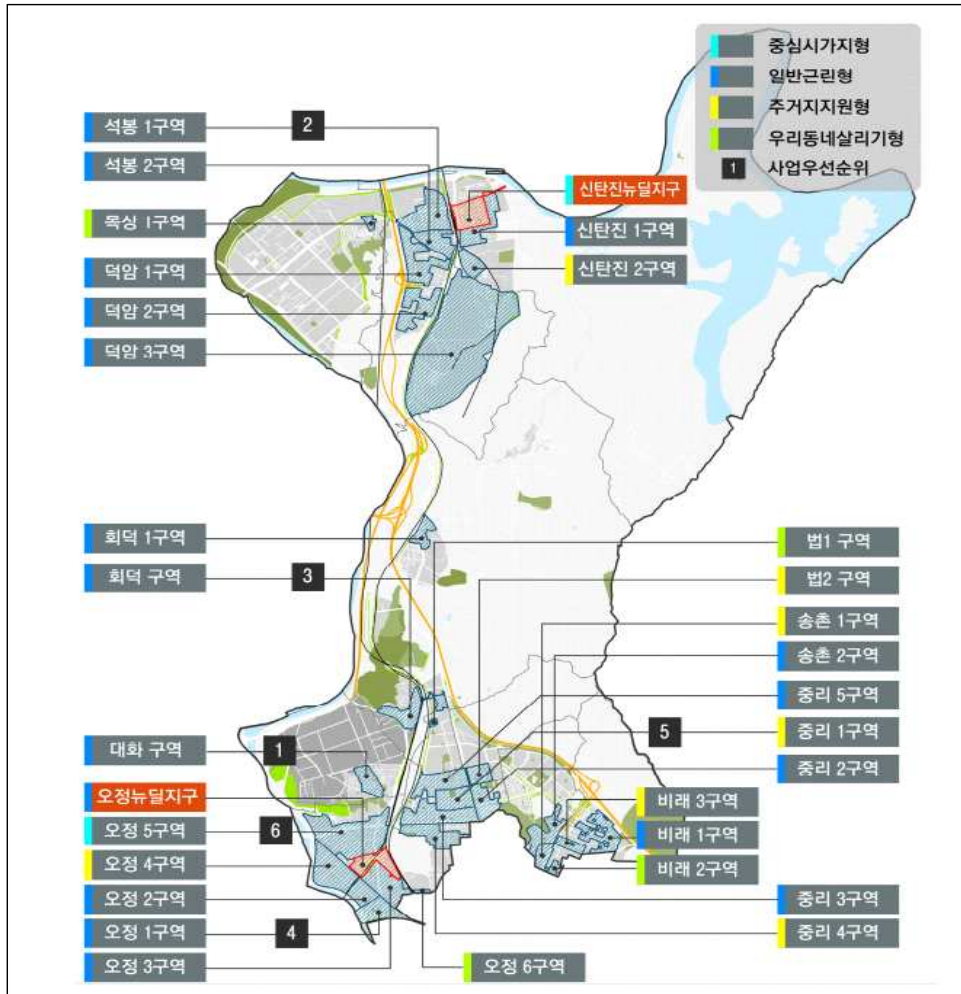 중심시가지형
일반근린형
주거지지원형
우리동네살리기형
1 사업우선순위
석봉 1구역
2
석봉 2구역
목상 1구역
덕암 1구역
덕암 2구역
덕암 3구역
신탄진뉴딜지구
신탄진 1구역
신탄진 2구역
회덕 1구역
회덕 구역
3
대화 구역
1
오정뉴딜지구
오정 5구역
6
오정 4구역
오정 2구역
오정 1구역
4
오정 3구역
오정 6구역
법1 구역
법2 구역
송촌 1구역
송촌 2구역
중리 5구역
5
중리 1구역
중리 2구역
비래 3구역
비래 1구역
비래 2구역
중리 3구역
중리 4구역